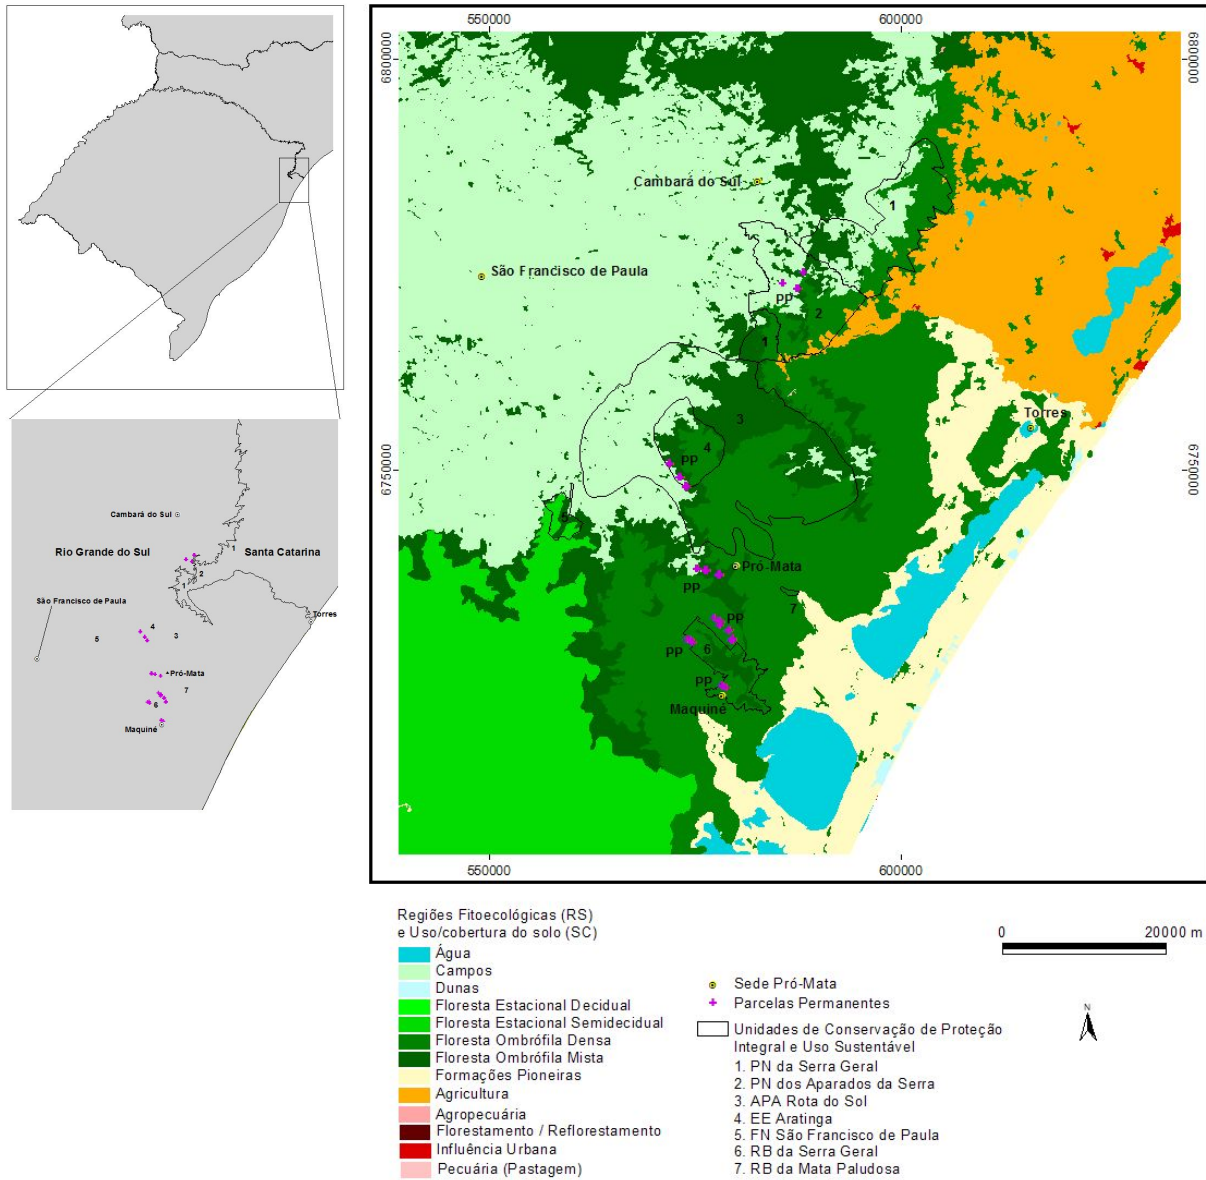 550000
600000
6800000
6800000
Cambará do Sul
1
São Francisco de Paula
PP
2
1
3
Torres
4
PP
6750000
6750000
5
Pró-Mata
PP
7
PP
PP
6
PP
Maquiné
550000
600000
Cambará do Sul
Rio Grande do Sul
1
Santa Catarina
2
1
São Francisco de Paula
Torres
4
5
3
Pró-Mata
7
6
Maquiné
Regiões Fitoecológicas (RS)
e Uso/cobertura do solo (SC)
Água
Campos
Dunas
Floresta Estacional Decidual
Floresta Estacional Semidecidual
Floresta Ombrófila Densa
Floresta Ombrófila Mista
Formações Pioneiras
Agricultura
Agropecuária
Florestamento / Reflorestamento
Influência Urbana
Pecuária (Pastagem)
Sede Pró-Mata
Parcelas Permanentes
Unidades de Conservação de Proteção
Integral e Uso Sustentável
1. PN da Serra Geral
2. PN dos Aparados da Serra
3. APA Rota do Sol
4. EE Aratinga
5. FN São Francisco de Paula
6. RB da Serra Geral
7. RB da Mata Paludosa
0 20000 m
N